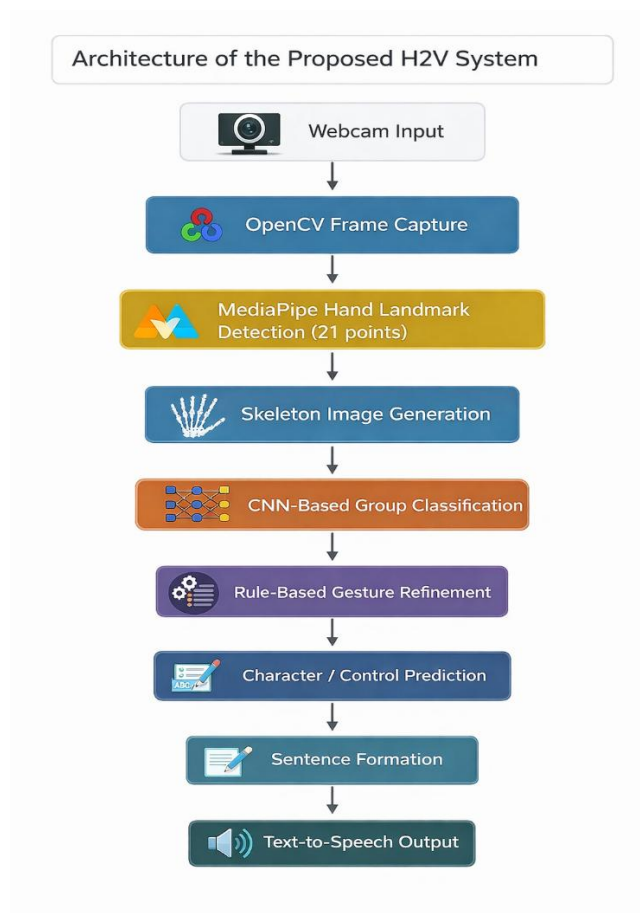 Architecture of the Proposed H2V System
Webcam Input
OpenCV Frame Capture
MediaPipe Hand Landmark
Detection (21 points)
Skeleton Image Generation
CNN-Based Group Classification
Rule-Based Gesture Refinement
ABC
Character / Control Prediction
Sentence Formation
Text-to-Speech Output